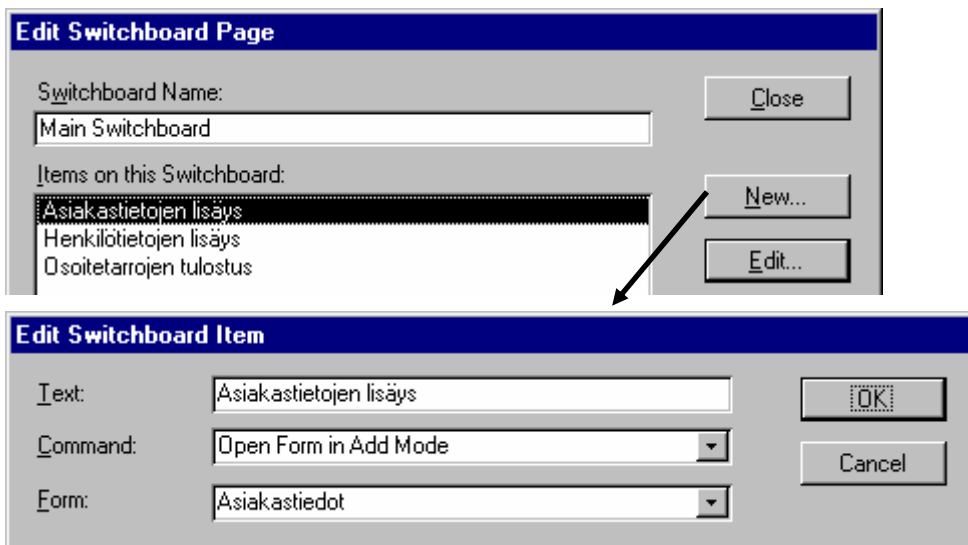 Edit Switchboard Page
Switchboard Name:
Close
Main Switchboard
Items on this Switchboard:
New...
Asiakastietojen lisäys
Henkilötietojen lisäys
Edit...
Osoitetarrojen tulostus
Edit Switchboard Item
Text: Asiakastietojen lisäys OK
Command: Open Form in Add Mode Cancel
Form: Asiakastiedot